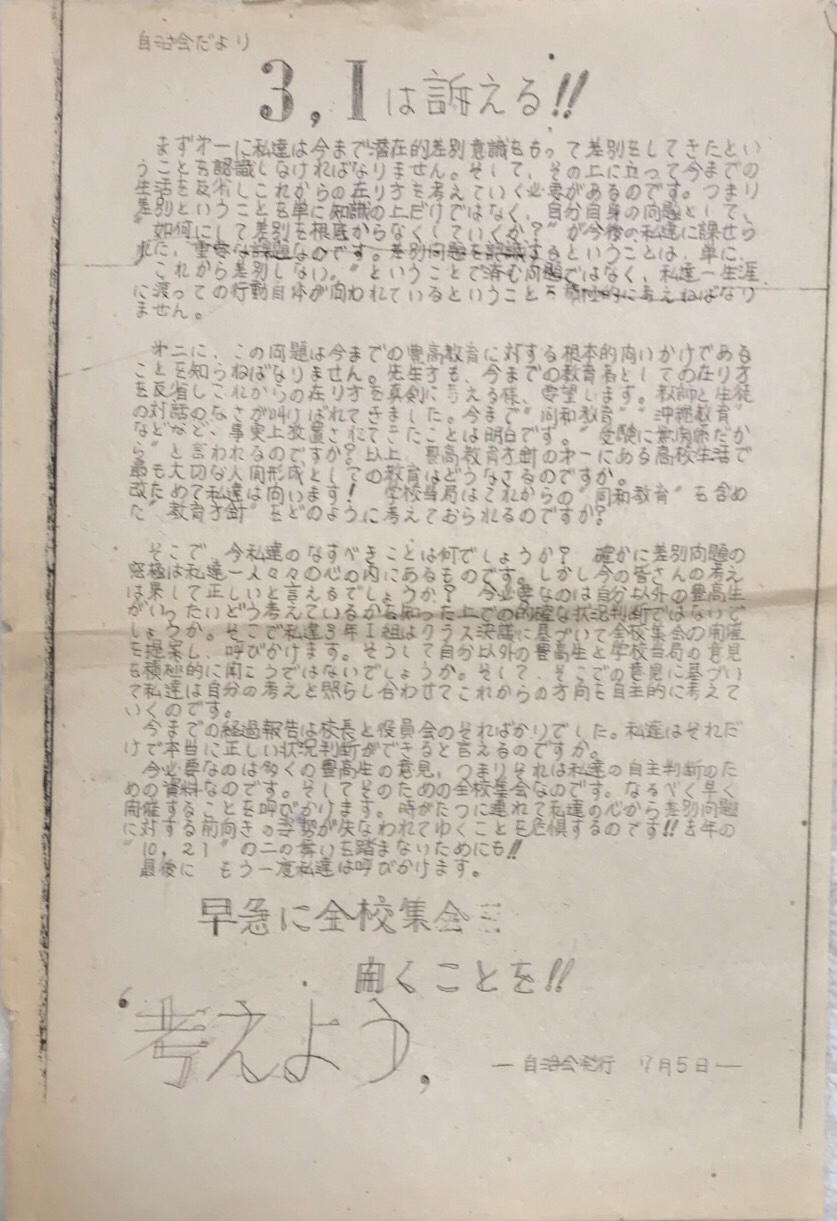 自治会だより
3,Iは訴える!!
まず才一に私達は今まで潜在的差別意識をもって差別をしてきたとい
うことを認識しなければなりません。そして、その上に立って今までの
生活を反省しこれからの在り方を考えていく必要があるのです。つまり
差別ということを単に知識の上だけではなく、自分自身の問題として、
"如何にして差別を根底からなくしていくか?"が今後の私達に課せら
れた、重要な課題なのです。差別問題を認識するということは、単に、
"これから差別しない。"ということで済む問題ではなく、私達一生涯
に渡っての行動自体が問われているということを積極的に考えねばなり
ません。
才二に、この問題は今までの豊高教育に対する根本的問いかけである
ことを知らねばなりません。先生方も、今までの教育者としての在り方
を反省しこれからの在り方を真剣に考える様、要望します。教師と生徒
の対話のなさが叫ばれてきました。今まで"同和教育""沖縄教育"
などなど、事実上放置されてきたことは明白です。"受験に無関係だか
ら"と言われるのですか?以上、豊高教育方針の才一にある高校生活で
最も大切な人間形成としての教育はどうなさるのですか。
改ためて私達は問います! 学校当局はこれからの"同和教育"も含め
た"教育方針"をどのように考えておられるのですか?
そこで、今私達のなすべきことは何でしょうか? 確かに差別問題の
窮極は私達一人々々の心の内にあるものです。しかし今の皆さんの考え
は果して正しいと言えるでしょうか? 今必要なのは自分以外の豊高生
がいったいどう考えているかを知った上での的確な状況判断ではないで
しょうか。そこで私達3年I組はクラス決議に基づいて全校集会の開催
を提案し、呼びかけます。そうして自分以外の豊高生と学校当局の意見
を積極的に聞こうではないでしょうか。そして、そこでの意見に基づい
て私達は自分の考えと照らし合わせてこれからの方向を自主的に考えて
いくのです。
今までの経過報告は校長と役員会のそればかりでした。私達はそれだ
けで本当に正しい状況判断ができると言えるのですか。
今必要なのは多くの豊高生の意見、つまりそれは私達の自主判断のた
めの資料なのです。そしてそのための全校集会なのです。なるべく早く
開催することを呼びかけます。時がたつに連れて私達の心から差別問題
に対する前向きの姿勢が失なわれてゆくことを危惧するのです!!去年の
"10,21"の二の舞いを踏まないためにも!!
最後に もう一度私達は呼びかけます。
早急に全校集会を
開くことを!!
‘考えよう,
—自治会発行 7月5日—